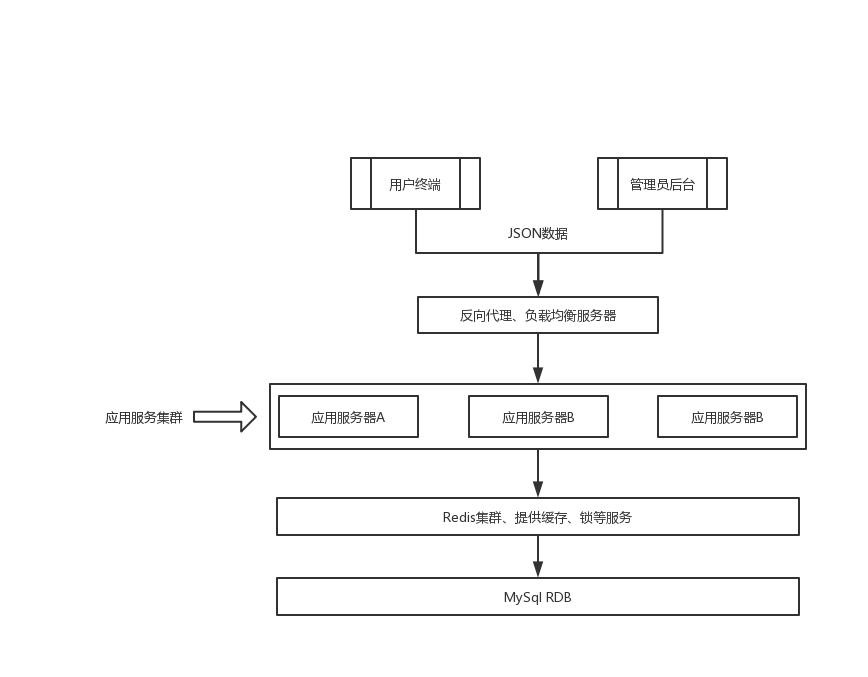 用户终端
管理员后台
JSON数据
反向代理、负载均衡服务器
应用服务集群
应用服务器A
应用服务器B
应用服务器B
Redis集群、提供缓存、锁等服务
MySql RDB